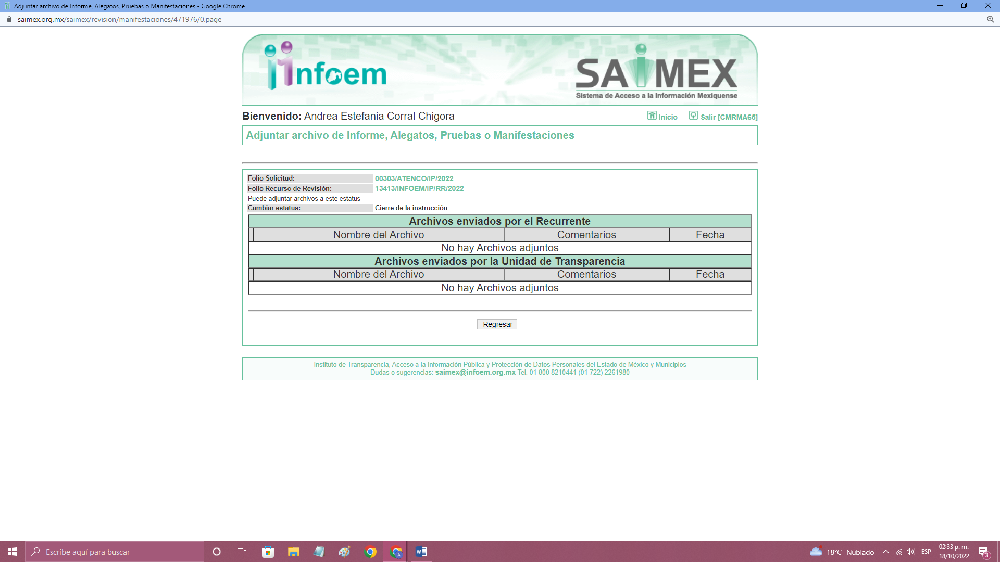 Adjuntar archivo de Informe, Alegatos, Pruebas o Manifestaciones - Google Chrome
saimex.org.mx/saimex/revision/manifestaciones/471976/0.page
infoem
SAIMEX
Sistema de Acceso a la Información Mexiquense
Bienvenido: Andrea Estefania Corral Chigora
Inicio Salir [CMRMA65]
Adjuntar archivo de Informe, Alegatos, Pruebas o Manifestaciones
Folio Solicitud: 00303/ATENCO/IP/2022
Folio Recurso de Revisión: 13413/INFOEM/IP/RR/2022
Puede adjuntar archivos a este estatus
Cambiar estatus: Cierre de la instrucción
Archivos enviados por el Recurrente
Nombre del Archivo Comentarios Fecha
No hay Archivos adjuntos
Archivos enviados por la Unidad de Transparencia
Nombre del Archivo Comentarios Fecha
No hay Archivos adjuntos
Regresar
Instituto de Transparencia, Acceso a la Información Pública y Protección de Datos Personales del Estado de México y Municipios
Dudas o sugerencias: saimex@infoem.org.mx Tel. 01 800 8210441 (01 722) 2261980
Escribe aquí para buscar
A
W
18°C Nublado
ESP
02:33 p. m.
18/10/2022
3